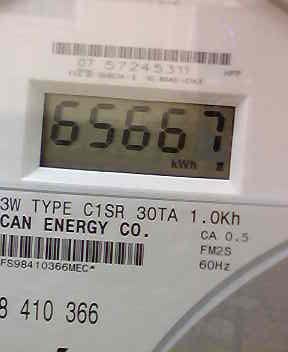 07 57245311
65667
kWh
3W TYPE C1SR 30TA 1.0Kh
CAN ENERGY CO.
CA 0.5
FM2S
FS98410366MEC*
60Hz
8 410 366